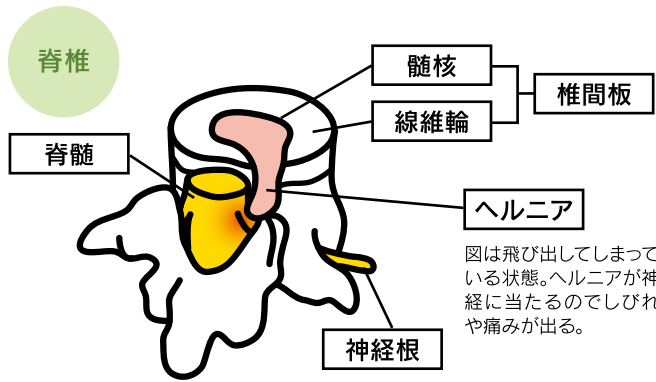 脊椎
髄核
椎間板
線維輪
脊髄
ヘルニア
図は飛び出してしまって
いる状態。ヘルニアが神
経に当たるのでしびれ
や痛みが出る。
神経根